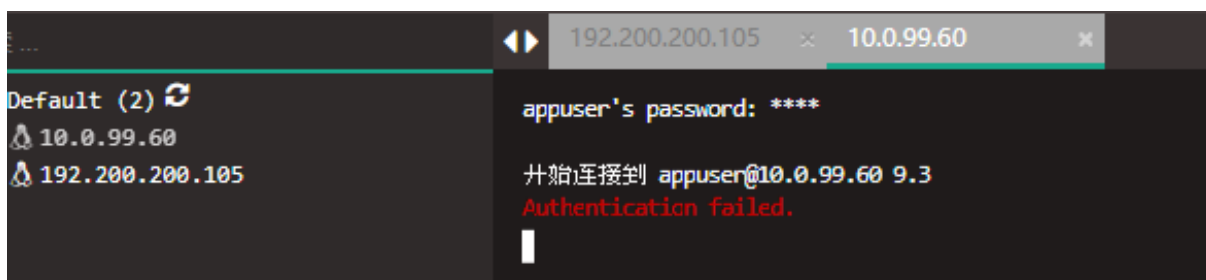 ...
192.200.200.105 × 10.0.99.60 ×
Default (2)
10.0.99.60
192.200.200.105
appuser's password: ****
开始连接到 appuser@10.0.99.60 9.3
Authentication failed.